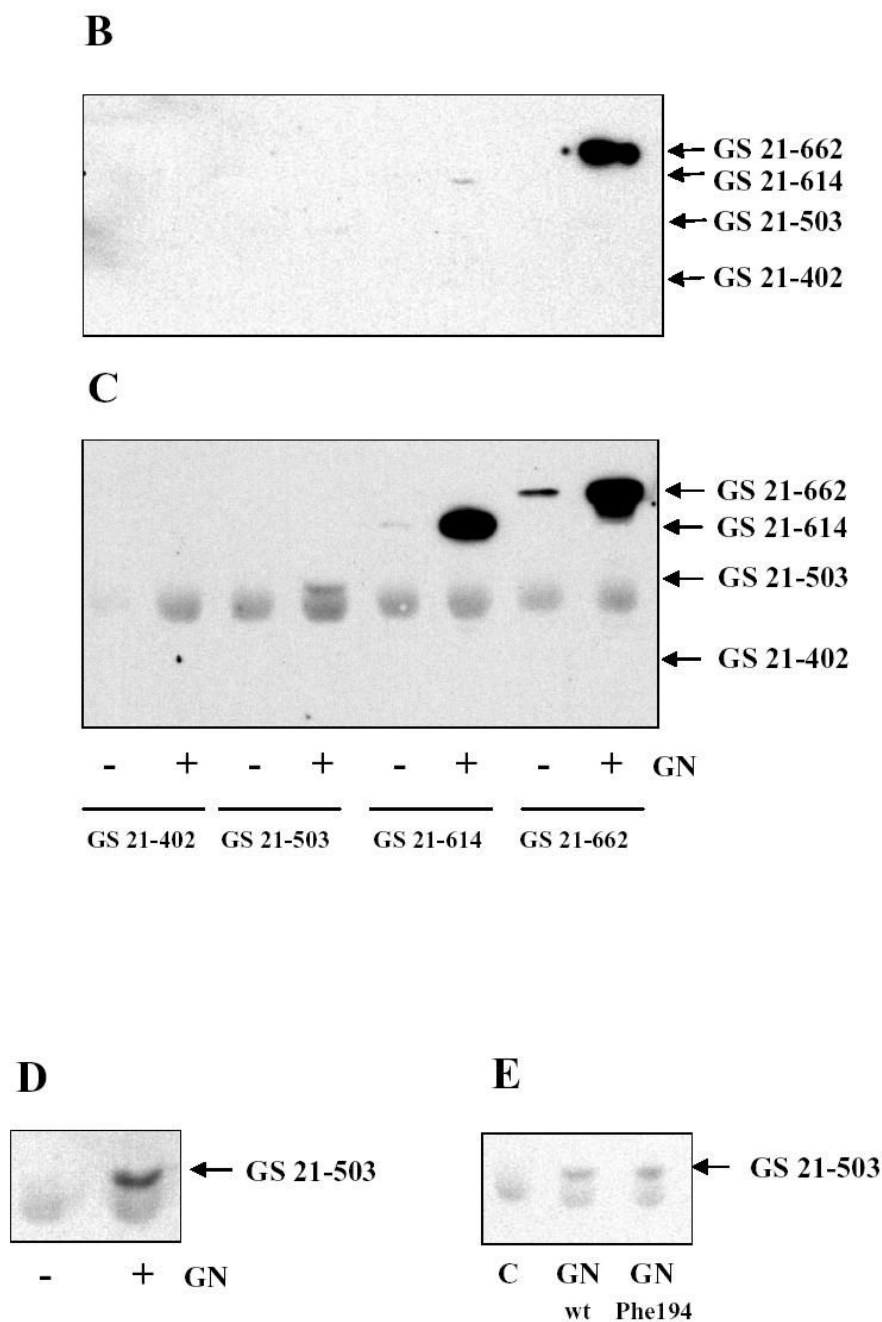 B
GS 21-662
GS 21-614
GS 21-503
GS 21-402
C
GS 21-662
GS 21-614
GS 21-503
GS 21-402
- + - + - + - + GN
GS 21-402 GS 21-503 GS 21-614 GS 21-662
D
GS 21-503
- + GN
E
GS 21-503
C GN GN
wt Phe194